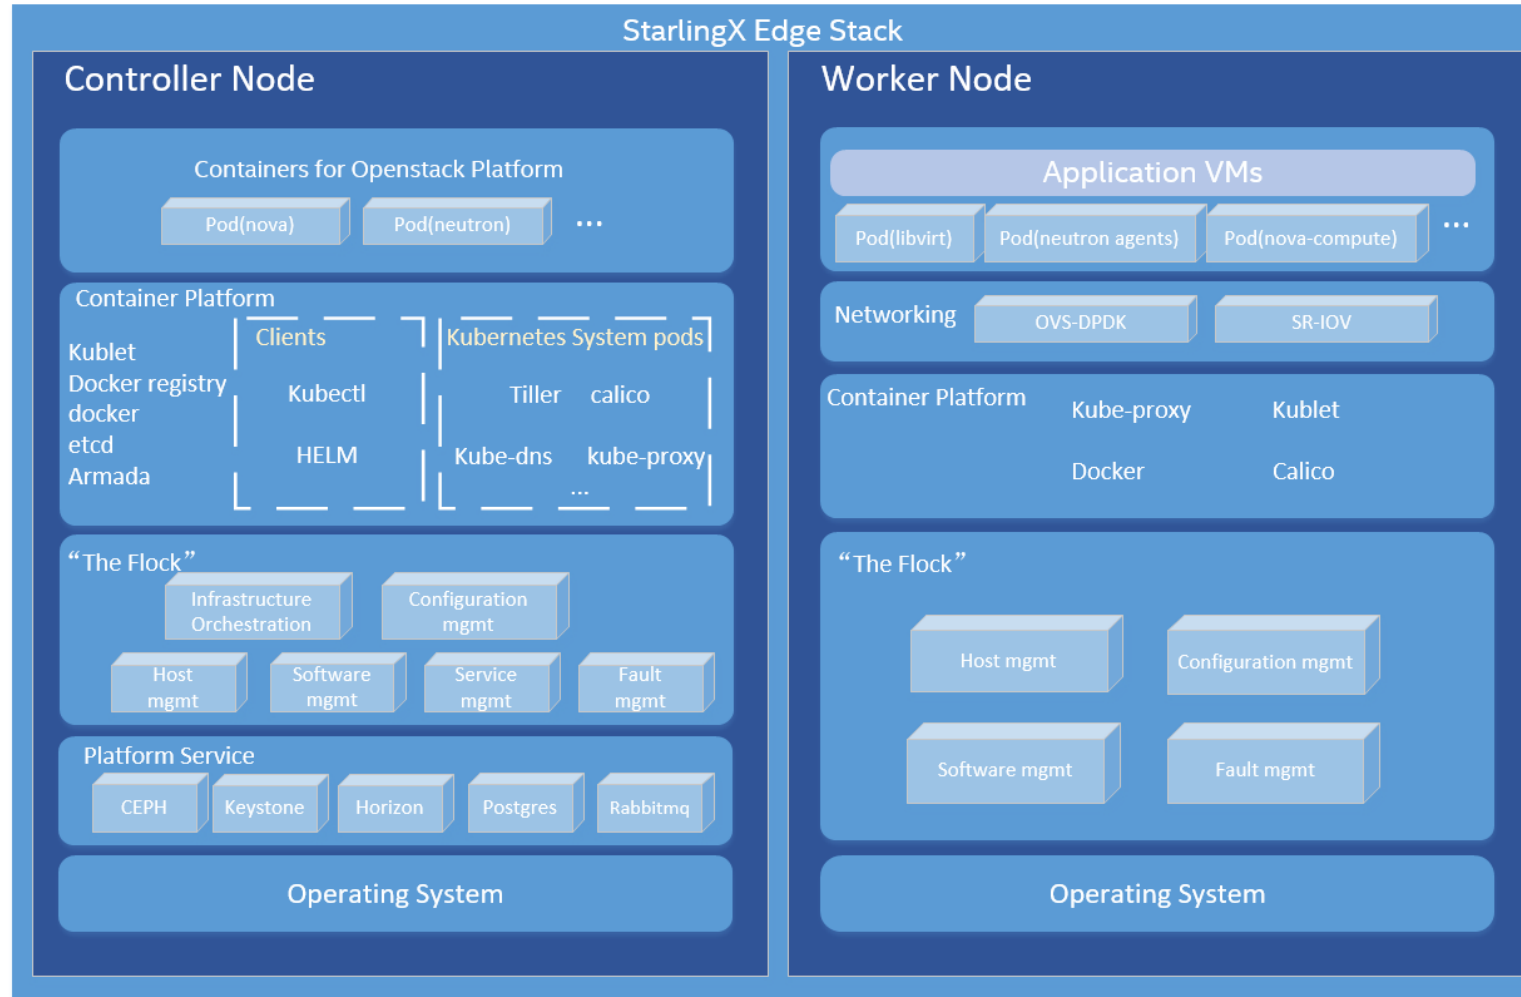 StarlingX Edge Stack
Controller Node
Containers for Openstack Platform
Pod(nova)
Pod(neutron)
...
Container Platform
Kublet
Docker registry
docker
etcd
Armada
Clients
Kubectl
HELM
Kubernetes System pods
Tiller calico
Kube-dns kube-proxy
...
“The Flock”
Infrastructure
Orchestration
Configuration
mgmt
Host
mgmt
Software
mgmt
Service
mgmt
Fault
mgmt
Platform Service
CEPH
Keystone
Horizon
Postgres
Rabbitmq
Operating System
Worker Node
Application VMs
Pod(libvirt)
Pod(neutron agents)
Pod(nova-compute)
...
Networking
OVS-DPDK
SR-IOV
Container Platform
Kube-proxy
Kublet
Docker
Calico
“The Flock”
Host mgmt
Configuration mgmt
Software mgmt
Fault mgmt
Operating System